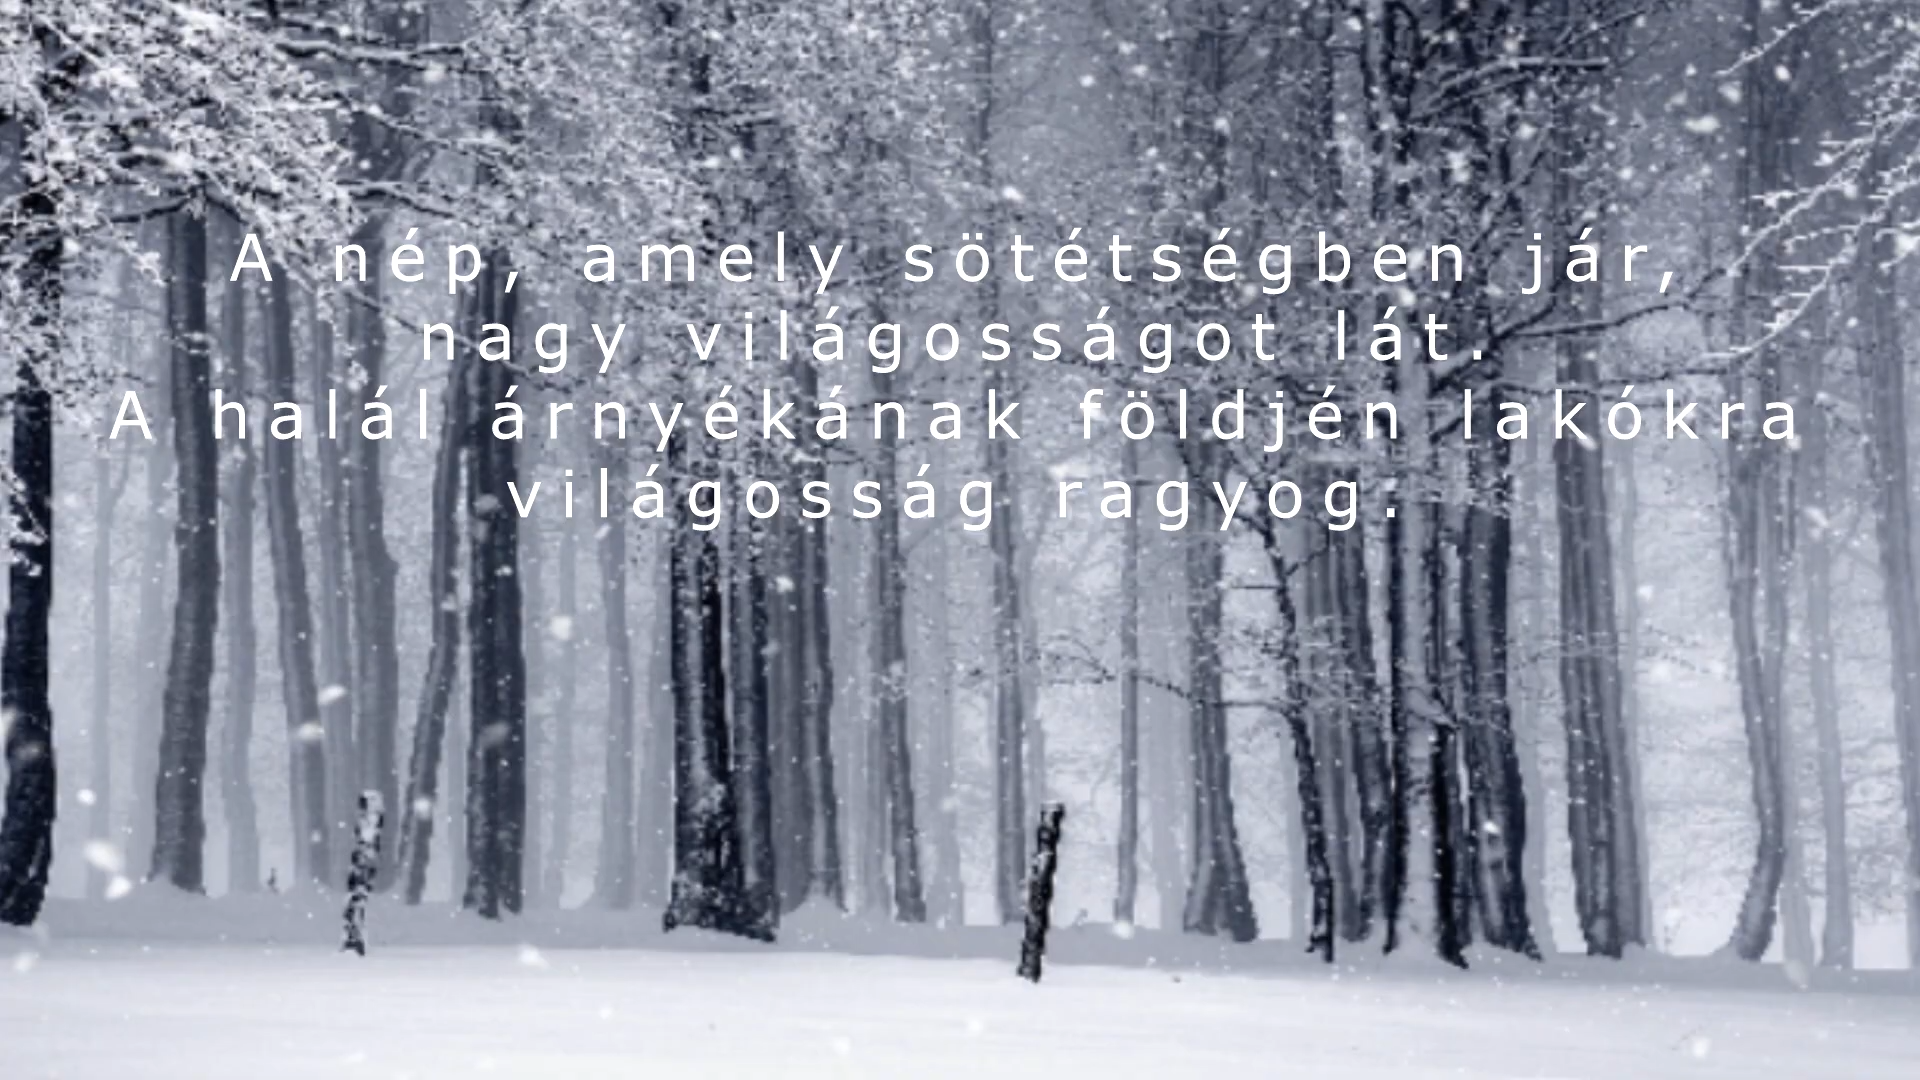 A nép, amely sötétségben jár,
nagy világosságot lát.
A halál árnyékának földjén lakókra
világosság ragyog.